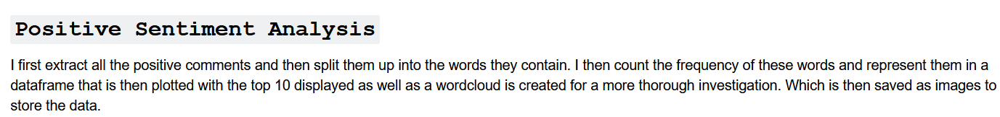 Positive Sentiment Analysis
I first extract all the positive comments and then split them up into the words they contain. I then count the frequency of these words and represent them in a
dataframe that is then plotted with the top 10 displayed as well as a wordcloud is created for a more thorough investigation. Which is then saved as images to
store the data.